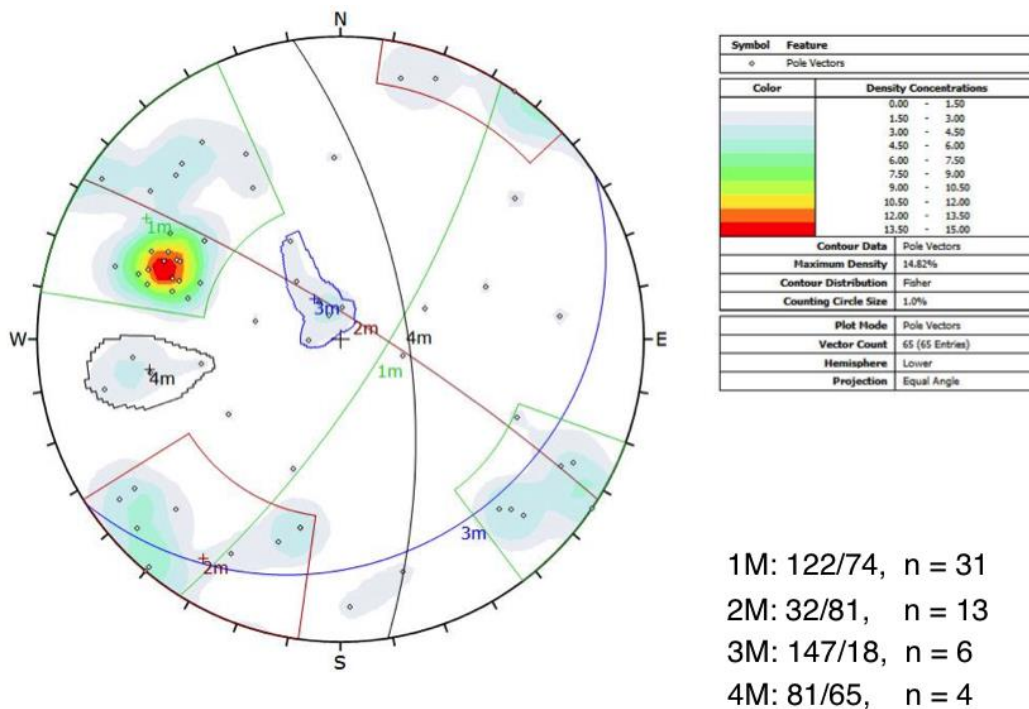 N
W
E
S
1m
3m
2m
4m
1m
4m
3m
2m
Symbol Feature
Pole Vectors
Color Density Concentrations
0.00 - 1.50
1.50 - 3.00
3.00 - 4.50
4.50 - 6.00
6.00 - 7.50
7.50 - 9.00
9.00 - 10.50
10.50 - 12.00
12.00 - 13.50
13.50 - 15.00
Contour Data Pole Vectors
Maximum Density 14.82%
Contour Distribution Fisher
Counting Circle Size 1.0%
Plot Mode Pole Vectors
Vector Count 65 (65 Entries)
Hemisphere Lower
Projection Equal Angle
1M: 122/74, n = 31
2M: 32/81, n = 13
3M: 147/18, n = 6
4M: 81/65, n = 4